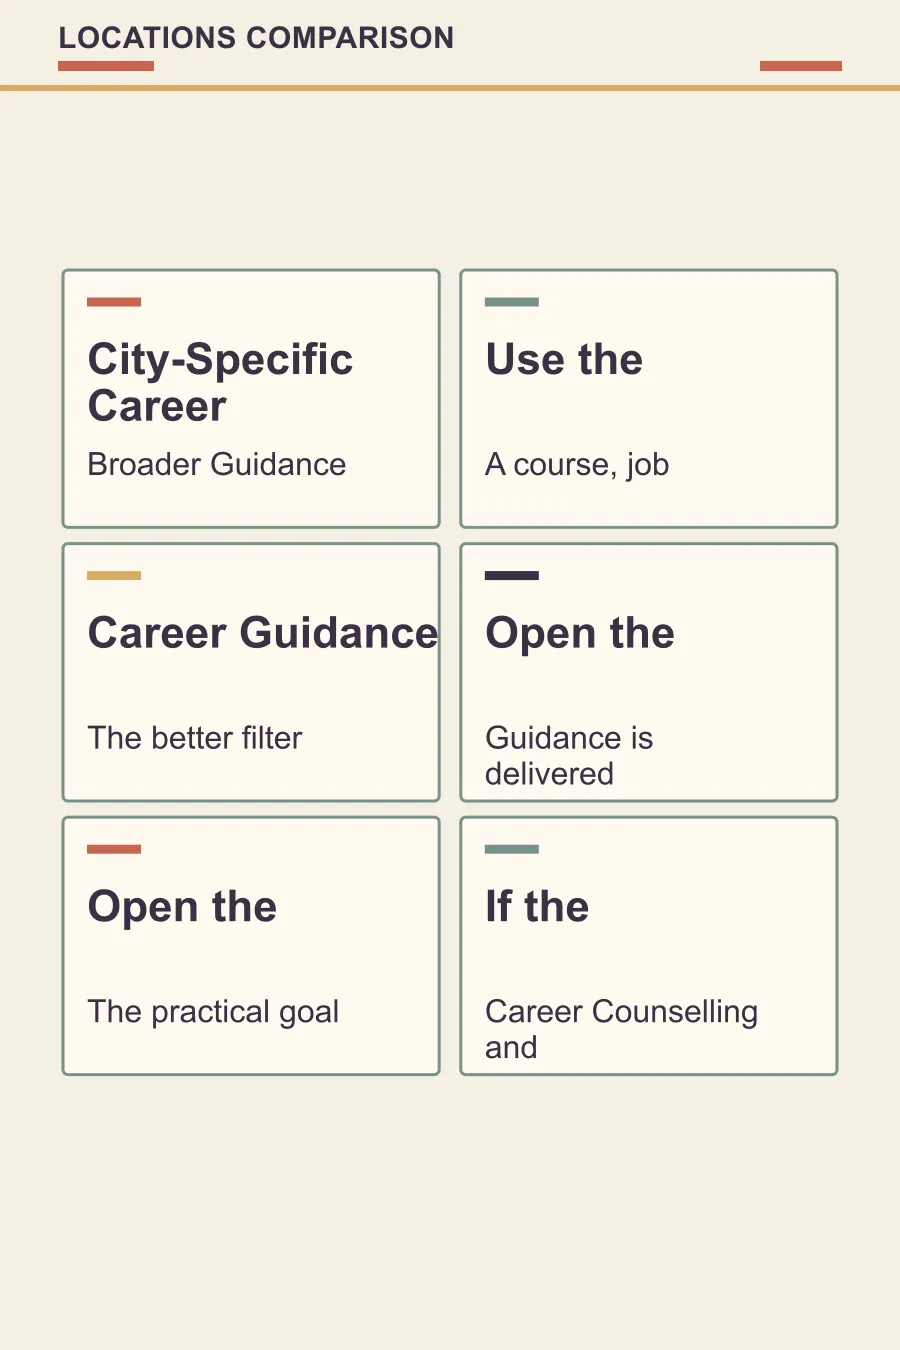 LOCATIONS COMPARISON
City-Specific
Career
Broader Guidance
Use the
A course, job
Career Guidance
The better filter
Open the
Guidance is
delivered
Open the
The practical goal
If the
Career Counselling
and